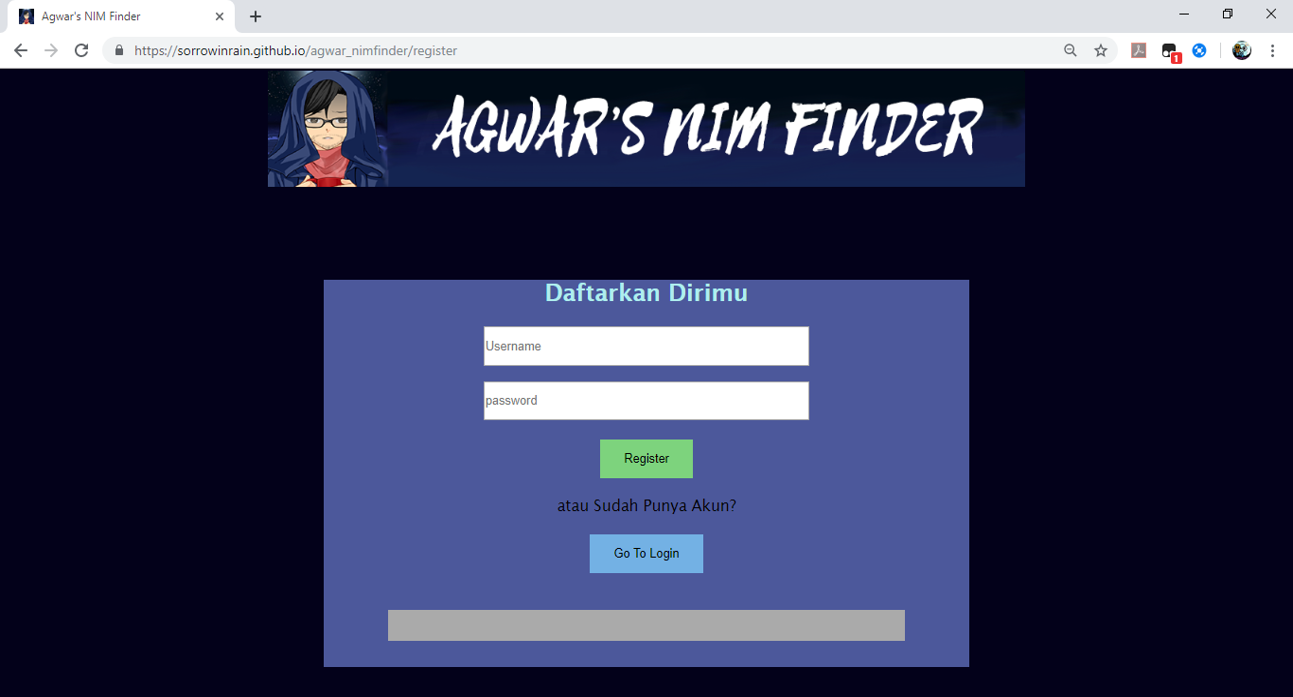 Agwar's NIM Finder
https://sorrowinrain.github.io/agwar_nimfinder/register
1
AGWAR'S NIM FINDER
Daftarkan Dirimu
Username
password
Register
atau Sudah Punya Akun?
Go To Login